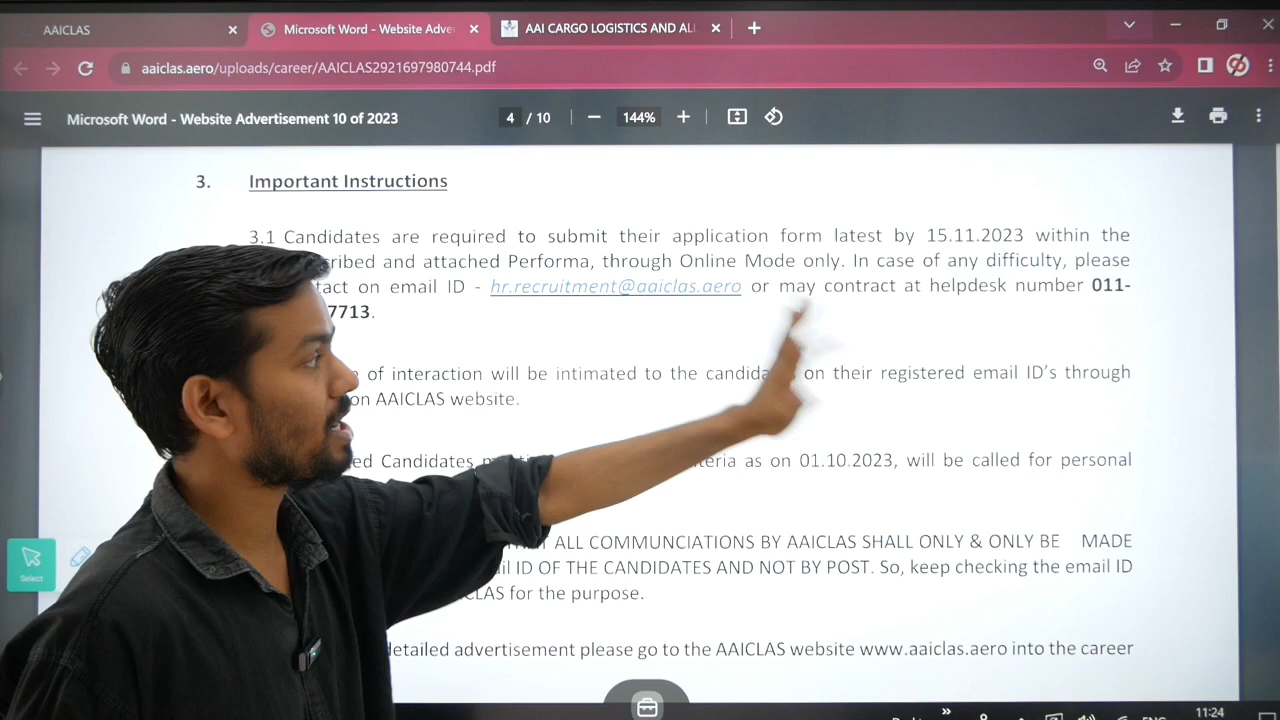 AAICLAS
Microsoft Word - Website Adve
AAI CARGO LOGISTICS AND AL
aaiclas.aero/uploads/career/AAICLAS2921697980744.pdf
Microsoft Word - Website Advertisement 10 of 2023
4 / 10
144%
3. Important Instructions
3.1 Candidates are required to submit their application form latest by 15.11.2023 within the
cribed and attached Performa, through Online Mode only. In case of any difficulty, please
tact on email ID - hr.recruitment@aaiclas.aero or may contract at helpdesk number 011-
7713.
of interaction will be intimated to the candida on their registered email ID's through
on AAICLAS website.
ed Candidates teria as on 01.10.2023, will be called for personal
ALL COMMUNCIATIONS BY AAICLAS SHALL ONLY & ONLY BE MADE
il ID OF THE CANDIDATES AND NOT BY POST. So, keep checking the email ID
CLAS for the purpose.
detailed advertisement please go to the AAICLAS website www.aaiclas.aero into the career
Select
11:24